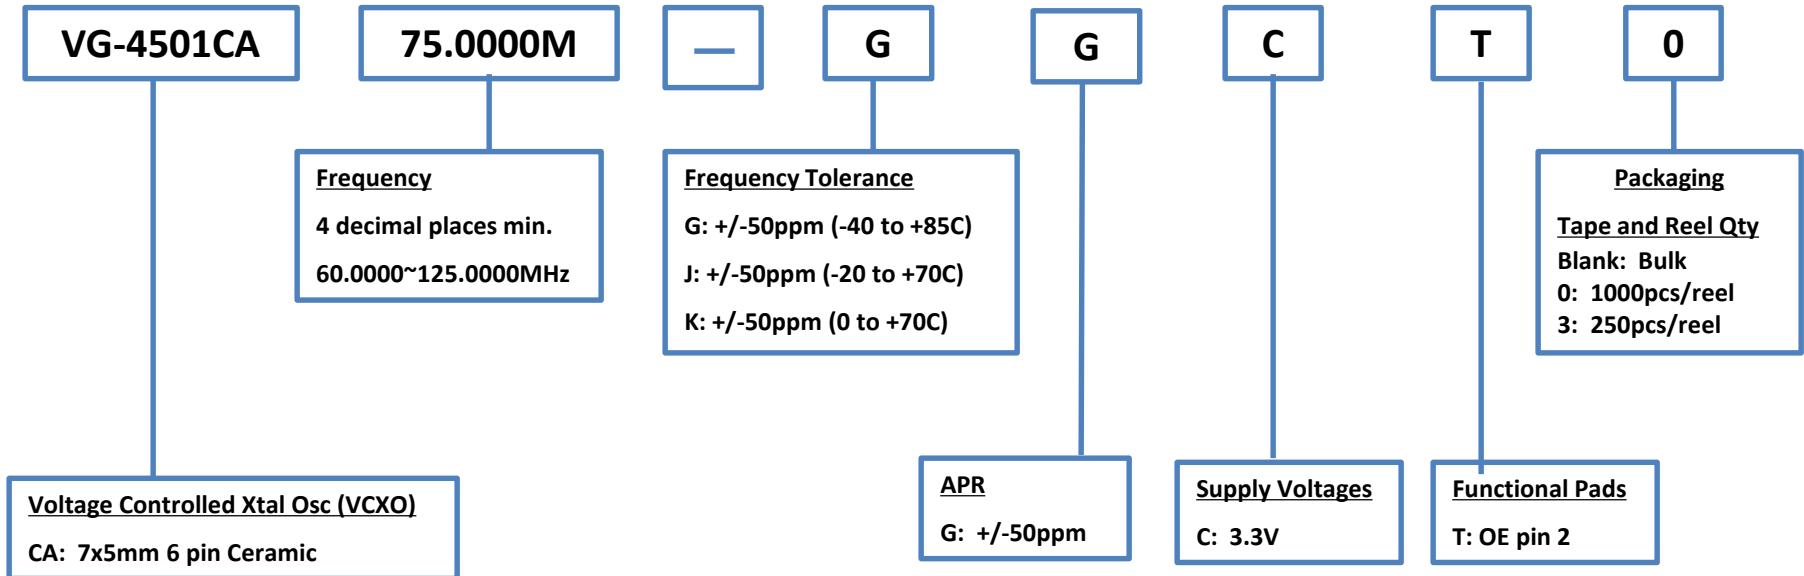 VG-4501CA 75.0000M — G G C T 0
Frequency
4 decimal places min.
60.0000~125.0000MHz
Frequency Tolerance
G: +/-50ppm (-40 to +85C)
J: +/-50ppm (-20 to +70C)
K: +/-50ppm (0 to +70C)
Packaging
Tape and Reel Qty
Blank: Bulk
0: 1000pcs/reel
3: 250pcs/reel
Voltage Controlled Xtal Osc (VCXO)
CA: 7x5mm 6 pin Ceramic
APR
G: +/-50ppm
Supply Voltages
C: 3.3V
Functional Pads
T: OE pin 2